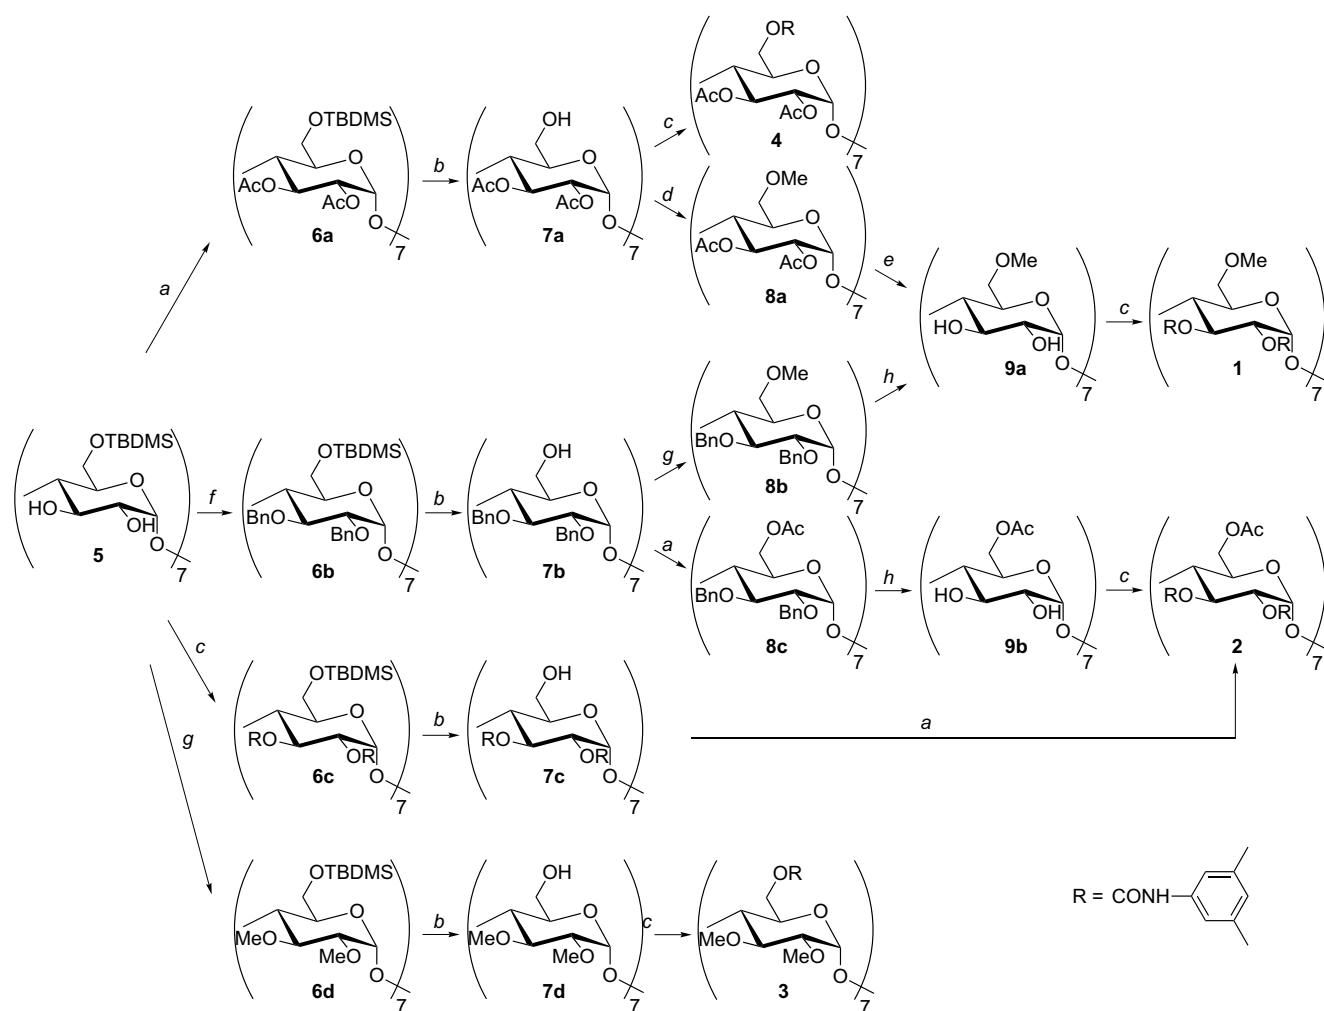 OR
O
AcO
AcO
O
7
4
c
OTBDMS
O
AcO
AcO
O
7
6a
b
OH
O
AcO
AcO
O
7
7a
d
OMe
O
AcO
AcO
O
7
8a
a
e
OMe
O
HO
OH
O
7
9a
c
OMe
O
RO
OR
O
7
1
OMe
O
BnO
BnO
O
7
8b
h
OTBDMS
O
HO
OH
O
7
5
f
OTBDMS
O
BnO
BnO
O
7
6b
b
OH
O
BnO
BnO
O
7
7b
g
a
OAc
O
BnO
BnO
O
7
8c
h
OAc
O
HO
OH
O
7
9b
c
OAc
O
RO
OR
O
7
2
c
OTBDMS
O
RO
OR
O
7
6c
b
OH
O
RO
OR
O
7
7c
a
g
OTBDMS
O
MeO
MeO
O
7
6d
b
OH
O
MeO
MeO
O
7
7d
c
OR
O
MeO
MeO
O
7
3
R = CONH